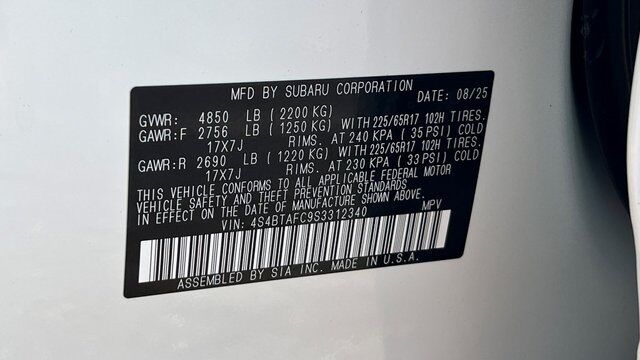 MFD BY SUBARU CORPORATION
DATE: 08/25
GVWR: 4850 LB (2200 KG)
GAWR:F 2756 LB (1250 KG) WITH 225/65R17 102H TIRES.
17X7J RIMS. AT 240 KPA (35 PSI) COLD
GAWR:R 2690 LB (1220 KG) WITH 225/65R17 102H TIRES.
17X7J RIMS. AT 230 KPA (33 PSI) COLD
THIS VEHICLE CONFORMS TO ALL APPLICABLE FEDERAL MOTOR
VEHICLE SAFETY AND THEFT PREVENTION STANDARDS
IN EFFECT ON THE DATE OF MANUFACTURE SHOWN ABOVE.
VIN: 4S4BTAFC9S3312340 MPV
ASSEMBLED BY SIA INC. MADE IN U.S.A.